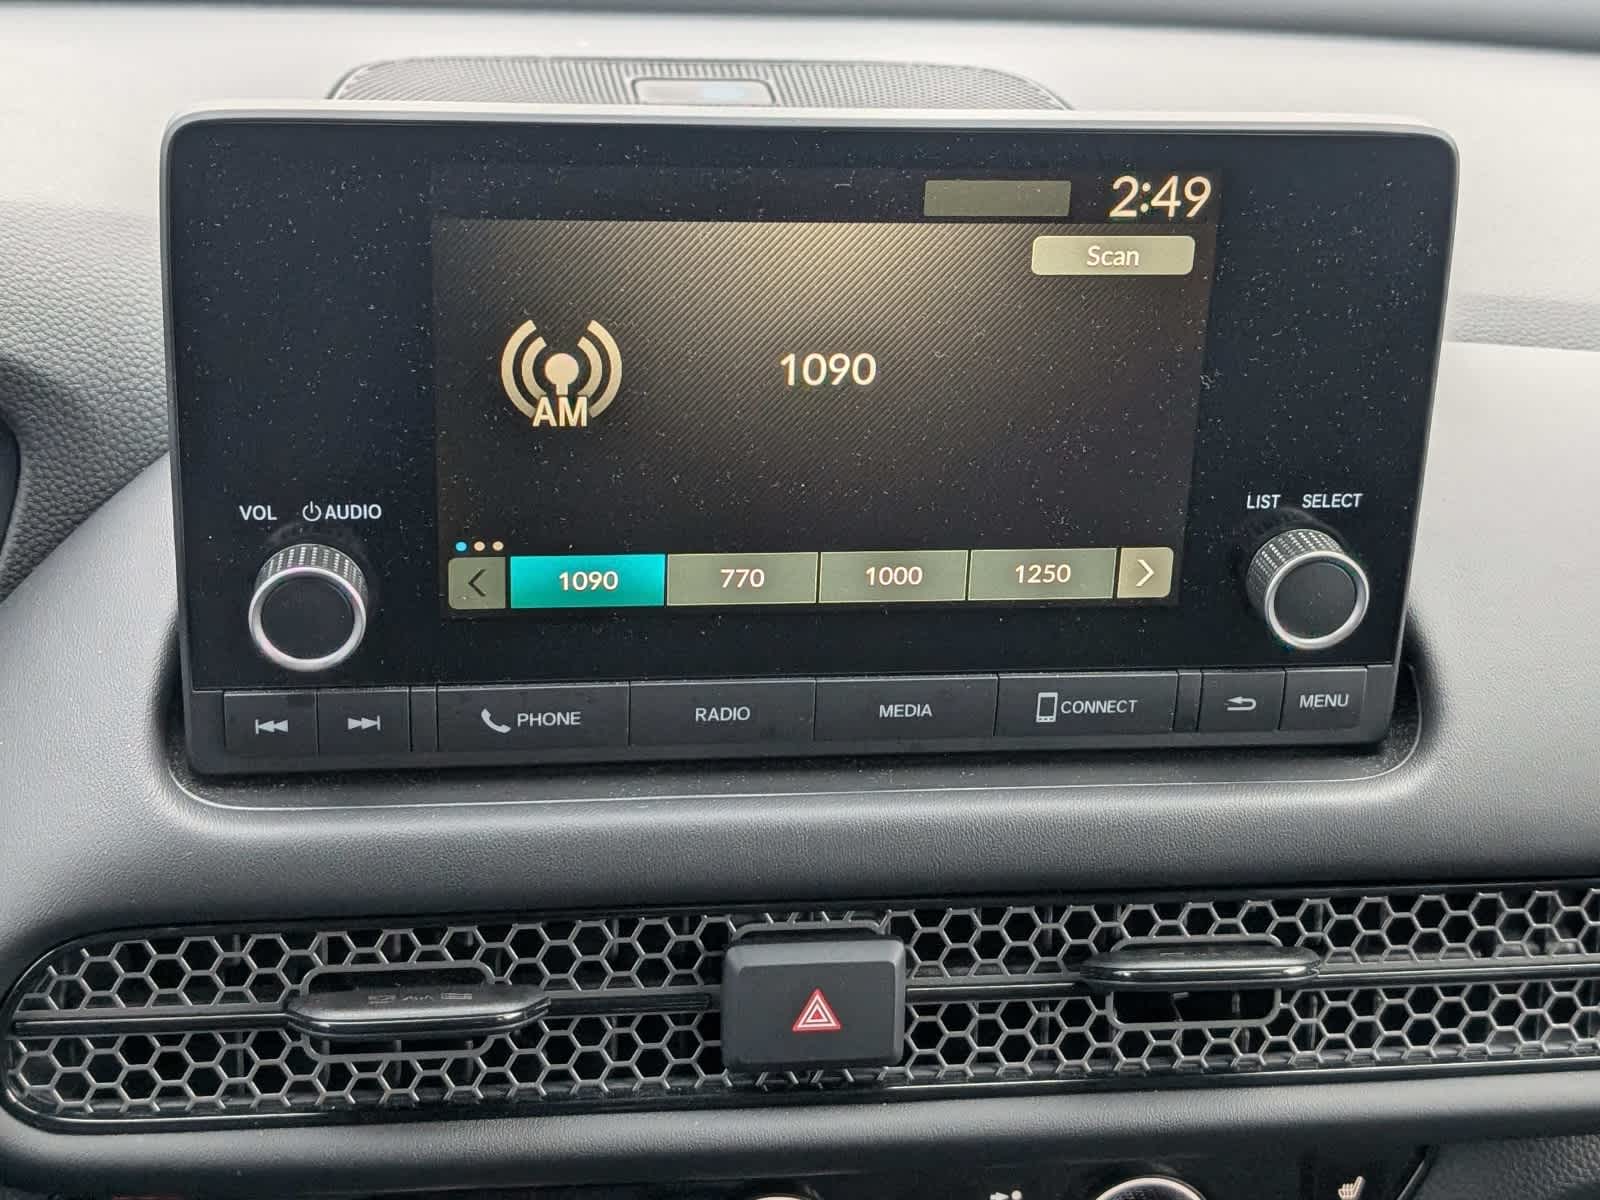 2:49
Scan
AM
1090
VOL AUDIO
LIST SELECT
1090 770 1000 1250
PHONE RADIO MEDIA CONNECT MENU